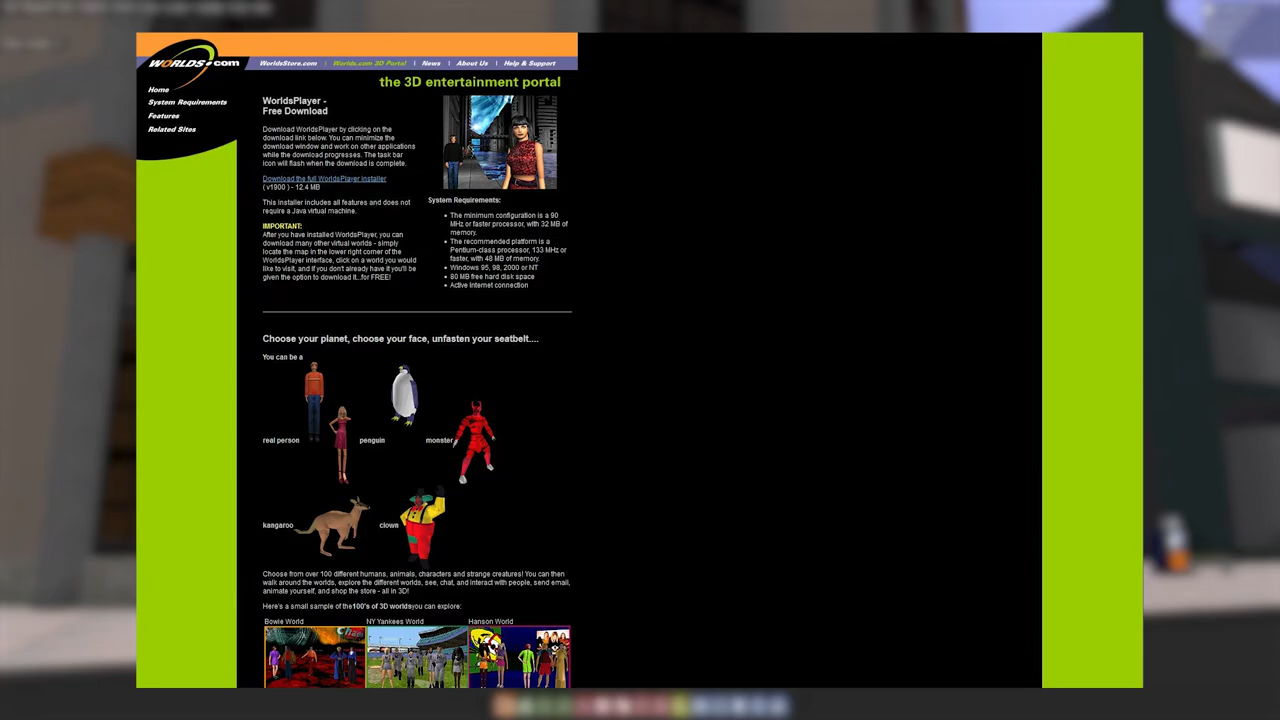 WORLDS.com
WorldsStore.com | Worlds.com 3D Portal | News | About Us | Help & Support
the 3D entertainment portal
Home
System Requirements
Features
Related Sites
WorldsPlayer -
Free Download
Download WorldsPlayer by clicking on the
download link below. You can minimize the
download window and work on other applications
while the download progresses. The task bar
icon will flash when the download is complete.
Download the full WorldsPlayer installer
( v1900 ) - 12.4 MB
This installer includes all features and does not
require a Java virtual machine.
IMPORTANT:
After you have installed WorldsPlayer, you can
download many other virtual worlds - simply
locate the map in the lower right corner of the
WorldsPlayer interface, click on a world you would
like to visit, and if you don't already have it you'll be
given the option to download it...for FREE!
System Requirements:
• The minimum configuration is a 90
MHz or faster processor, with 32 MB of
memory.
• The recommended platform is a
Pentium-class processor, 133 MHz or
faster, with 48 MB of memory.
• Windows 95, 98, 2000 or NT
• 80 MB free hard disk space
• Active Internet connection
Choose your planet, choose your face, unfasten your seatbelt....
You can be a
real person
penguin
monster
kangaroo
clown
Choose from over 100 different humans, animals, characters and strange creatures! You can then
walk around the worlds, explore the different worlds, see, chat, and interact with people, send email,
animate yourself, and shop the store - all in 3D!
Here's a small sample of the100's of 3D worldsyou can explore:
Bowie World
NY Yankees World
Hanson World